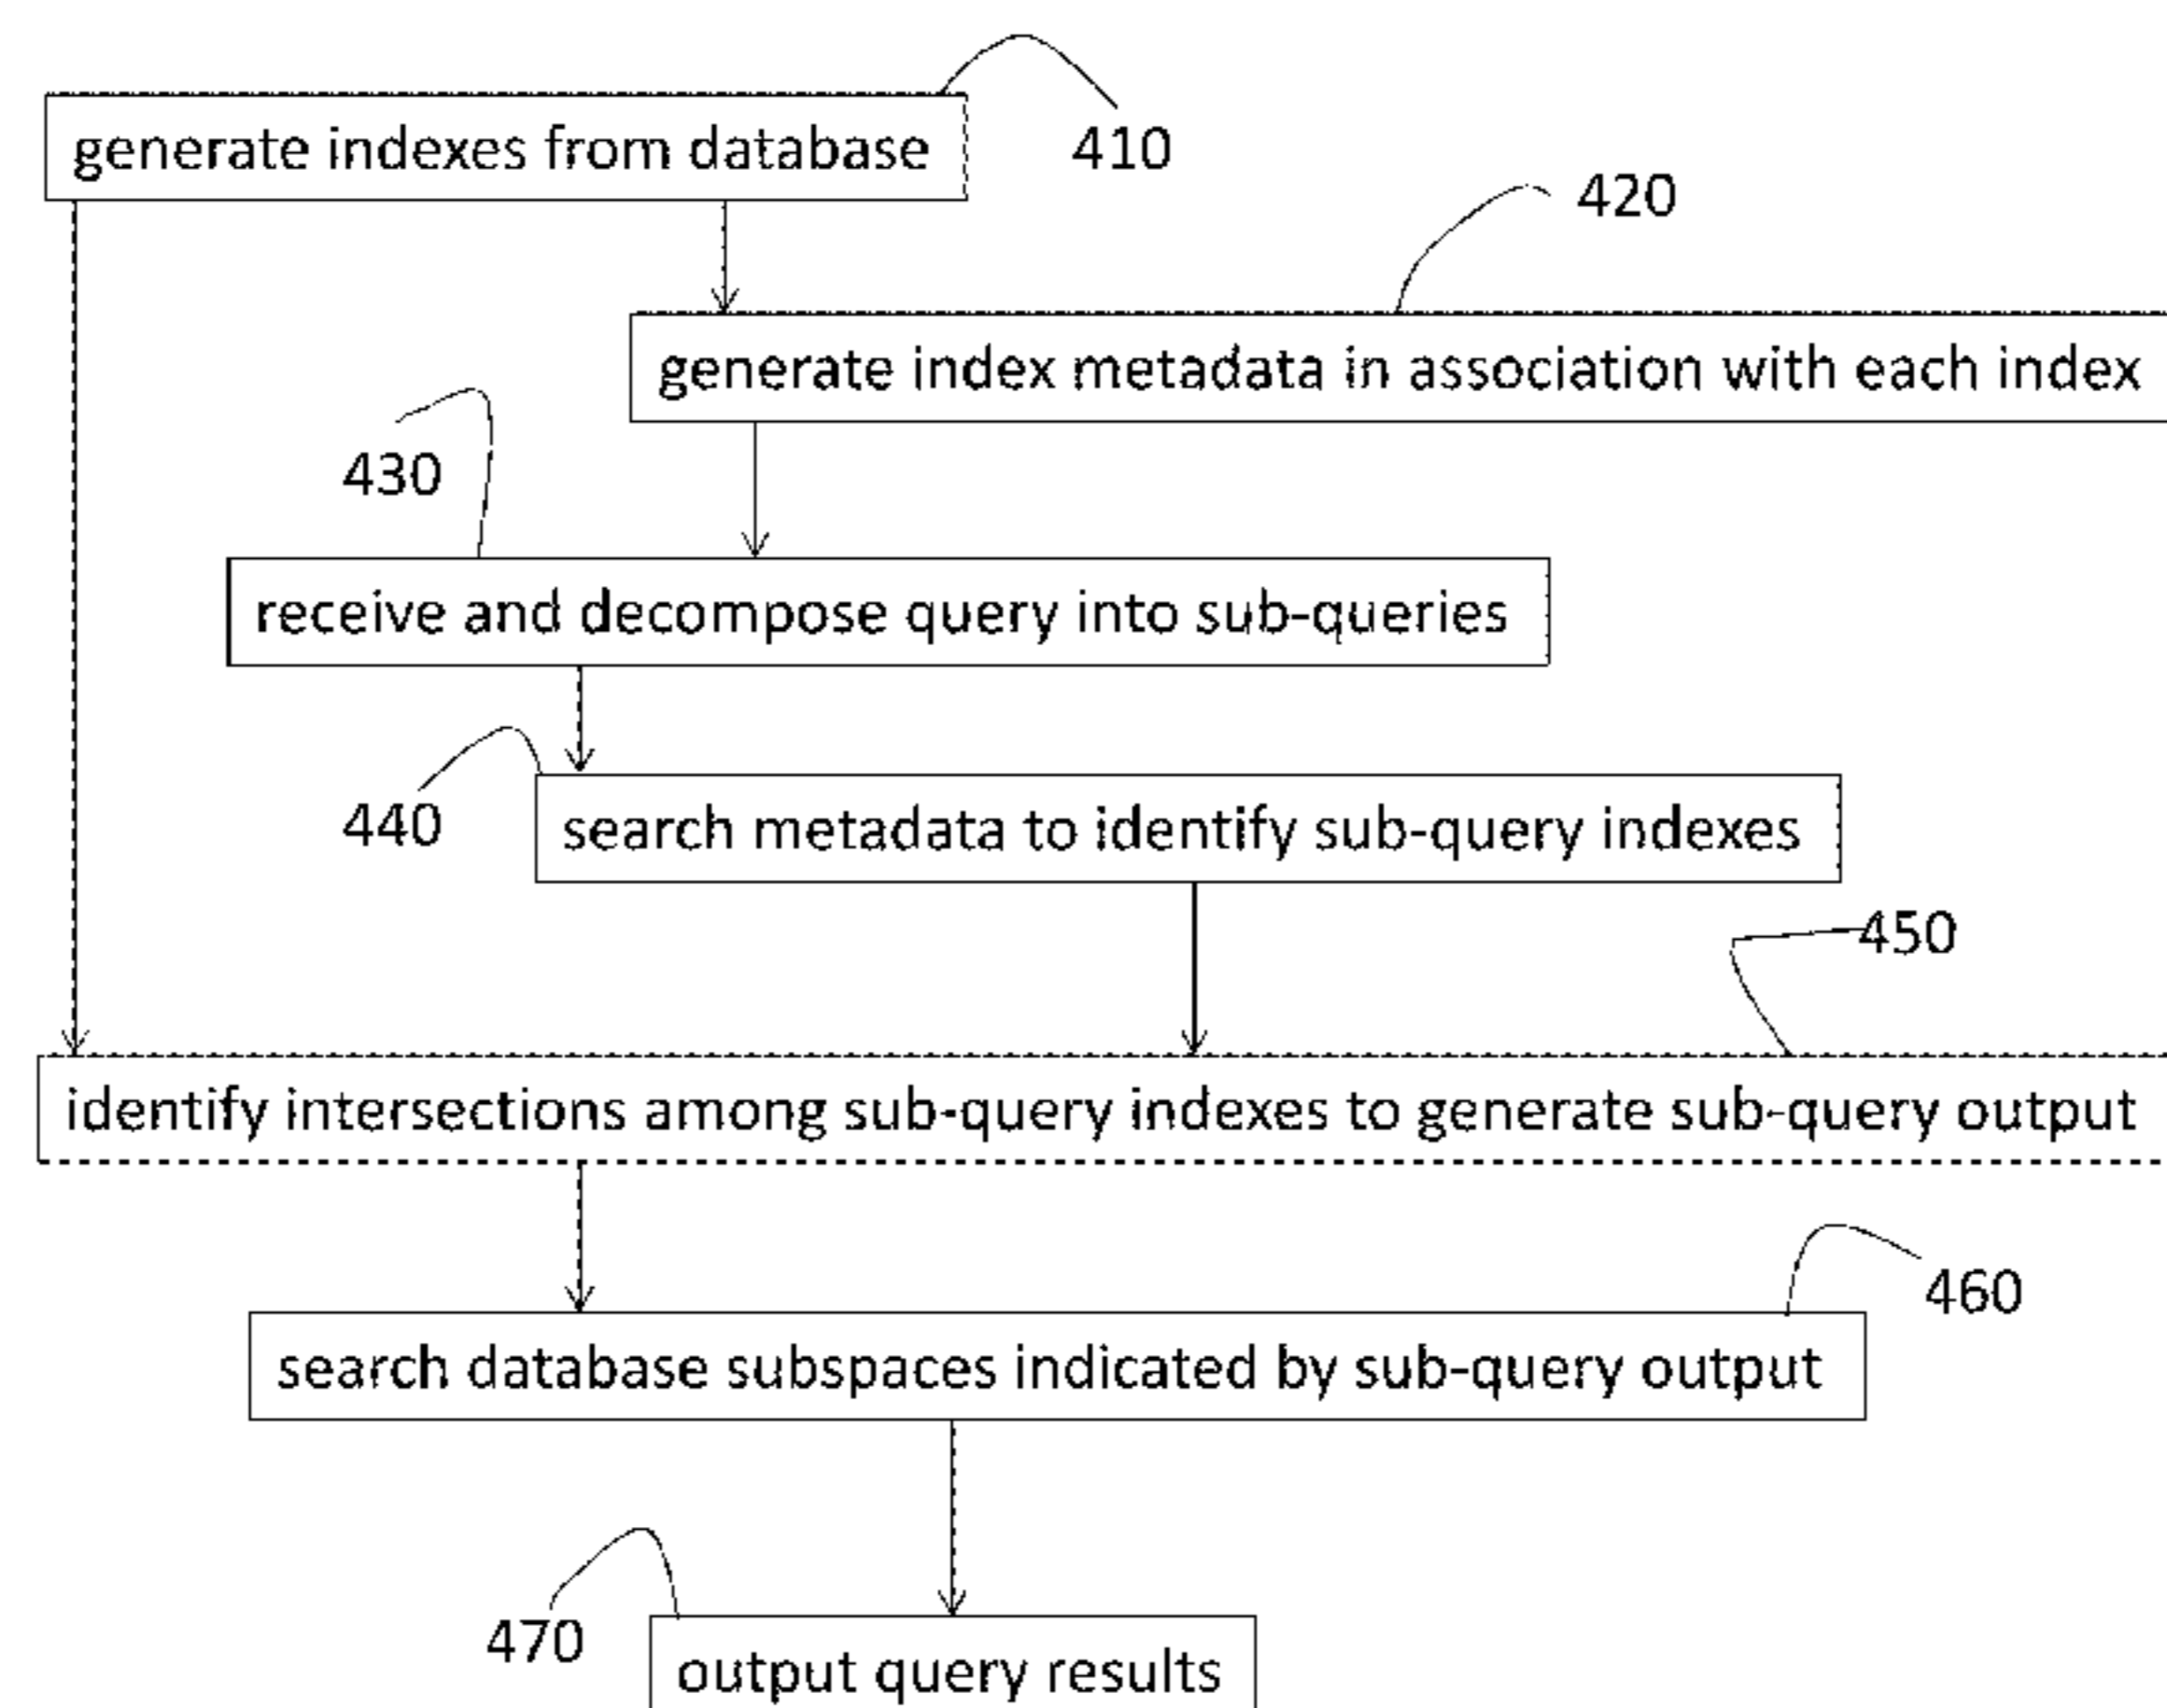 generate indexes from database
410
420
generate index metadata in association with each index
430
receive and decompose query into sub-queries
440
search metadata to identify sub-query indexes
450
identify intersections among sub-query indexes to generate sub-query output
460
search database subspaces indicated by sub-query output
470
output query results